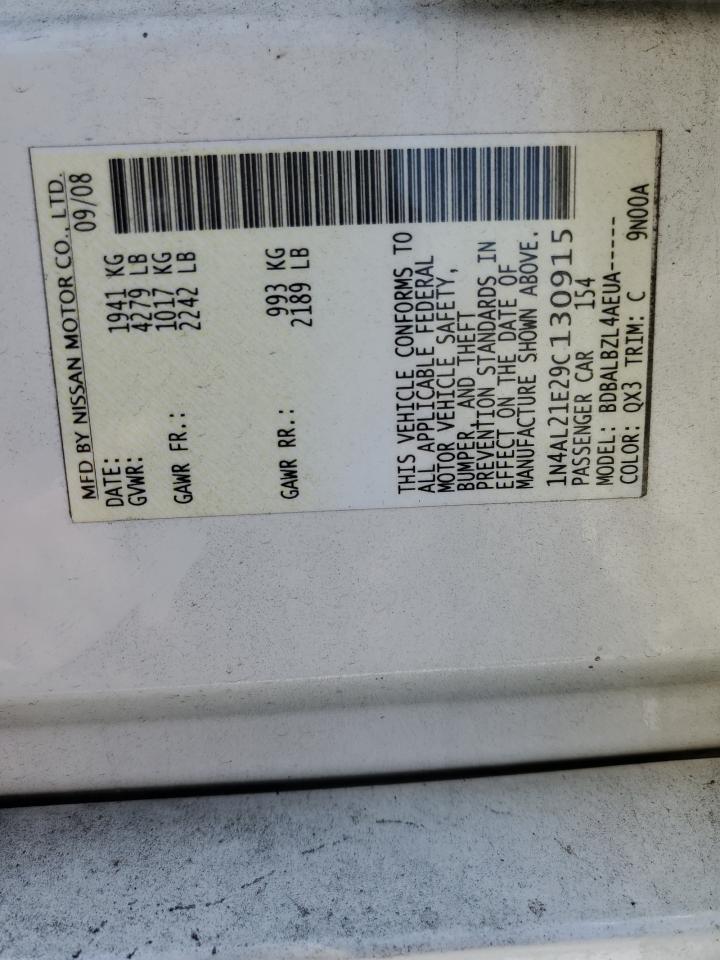 MFD BY NISSAN MOTOR CO., LTD.
DATE: 09/08
GVWR: 1941 KG
4279 LB
GAWR FR.: 1017 KG
2242 LB
GAWR RR.: 993 KG
2189 LB
THIS VEHICLE CONFORMS TO
ALL APPLICABLE FEDERAL
MOTOR VEHICLE SAFETY,
BUMPER, AND THEFT
PREVENTION STANDARDS IN
EFFECT ON THE DATE OF
MANUFACTURE SHOWN ABOVE.
1N4AL21E29C130915
PASSENGER CAR 154
MODEL: BDBALBZL4AEUA-----
COLOR: QX3 TRIM: C 9N00A